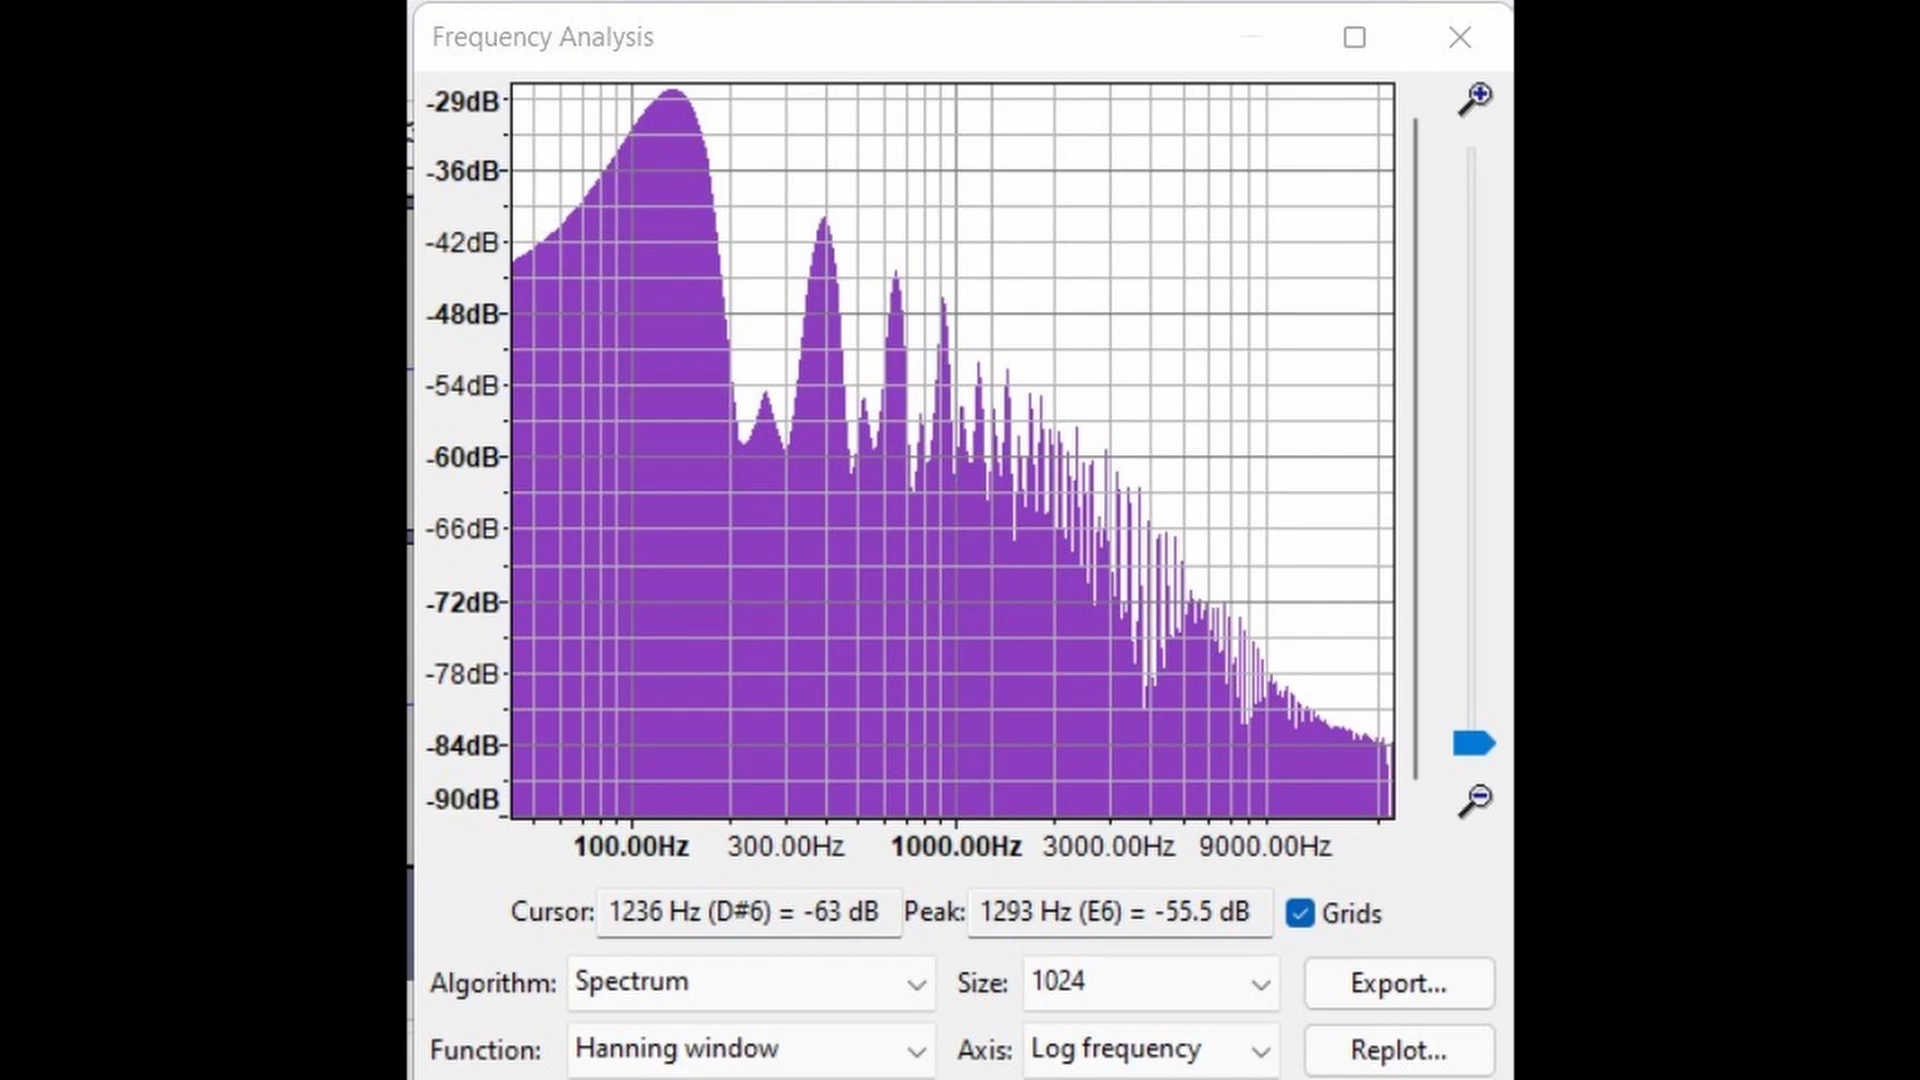 Frequency Analysis
-29dB
-36dB
-42dB
-48dB
-54dB
-60dB
-66dB
-72dB
-78dB
-84dB
-90dB
100.00Hz 300.00Hz 1000.00Hz 3000.00Hz 9000.00Hz
Cursor: 1236 Hz (D#6) = -63 dB Peak: 1293 Hz (E6) = -55.5 dB Grids
Algorithm: Spectrum Size: 1024 Export...
Function: Hanning window Axis: Log frequency Replot...